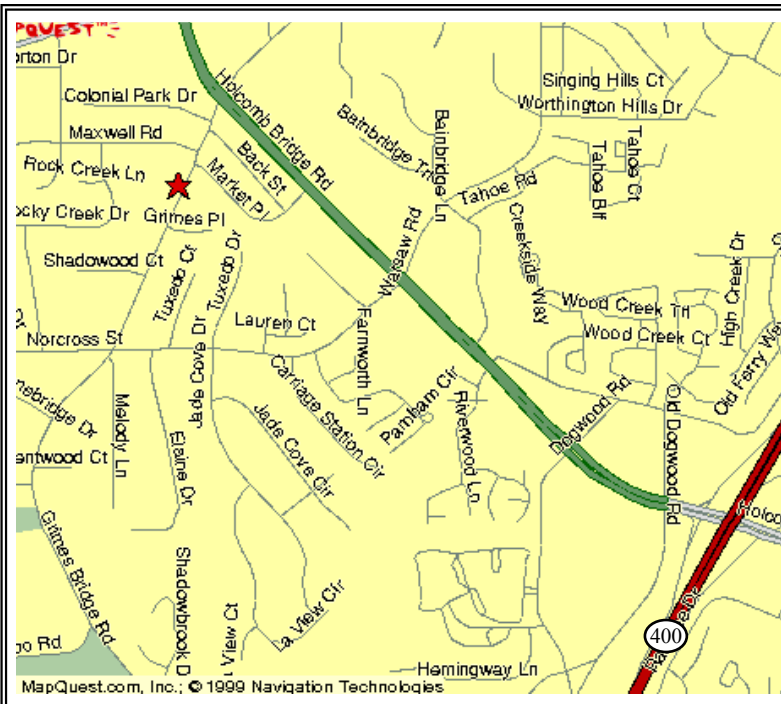 PQUEST
orton Dr
Singing Hills Ct
Colonial Park Dr
Worthington Hills Dr
Holcomb Bridge Rd
Maxwell Rd
Bainbridge Trl
Bainbridge Ln
Back St
Tahoe Ct
Tahoe Blf
Rock Creek Ln
Market Pl
Tahoe Rd
ocky Creek Dr
Grimes Pl
Creekside Way
Warsaw Rd
Shadowood Ct
Tuxedo Ct
Tuxedo Dr
High Creek Dr
Wood Creek Trl
Wood Creek Ct
Dr
Norcross St
Lauren Ct
Farnworth Ln
Jade Cove Dr
Old Ferry Way
nebridge Dr
Melody Ln
Carriage Station Cir
Parnham Cir
Dogwood Rd
Old Dogwood Rd
Elaine Dr
Jade Cove Cir
Riverwood Ln
entwood Ct
Holco
Grimes Bridge Rd
Shadowbrook D
View Ct
La View Cir
400
oo Rd
Hemingway Ln
MapQuest.com, Inc.; © 1999 Navigation Technologies